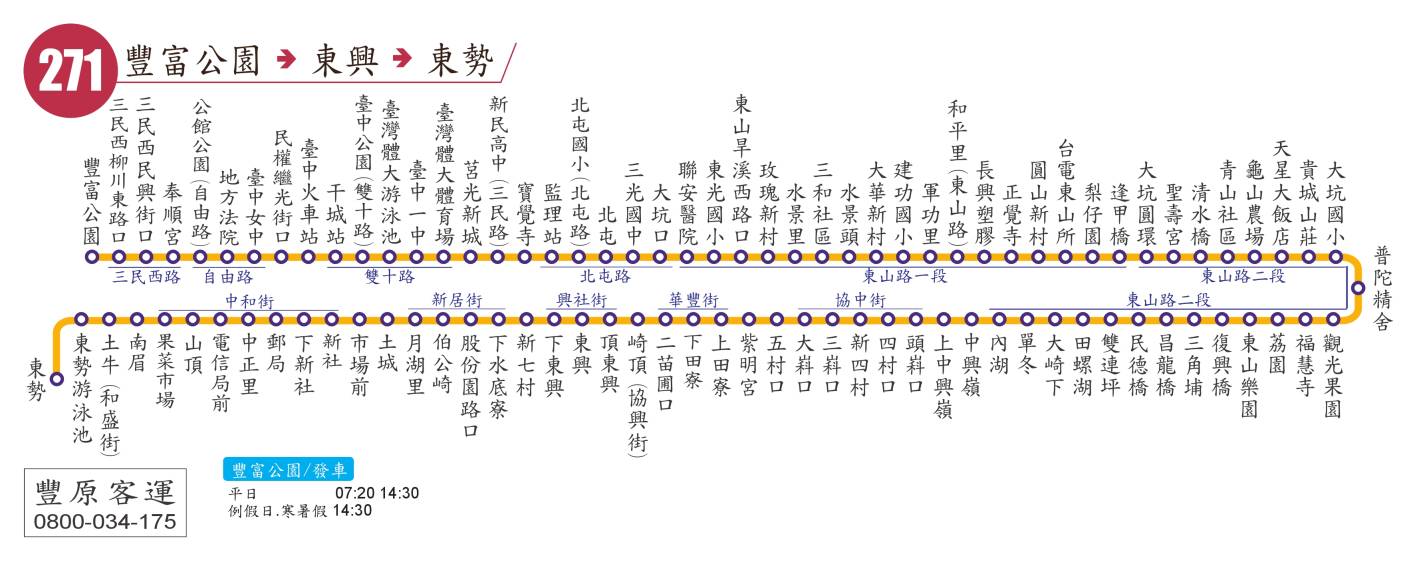 271
豐富公園 → 東興 → 東勢
豐富公園
三民西柳川東路口
三民西民興街口
奉順宮
公館公園(自由路)
地方法院
臺中女中
民權繼光街口
臺中火車站
干城站
臺中公園(雙十路)
臺灣體大游泳池
臺中一中
臺灣體大體育場
莒光新城
新民高中(三民路)
寶覺寺
監理站
北屯國小(北屯路)
北屯
三光國中
大坑口
聯安醫院
東光國小
東山旱溪西路口
玫瑰新村
水景里
三和社區
水景頭
大華新村
建功國小
軍功里
和平里(東山路)
長興塑膠
正覺寺
圓山新村
台電東山所
梨仔園
逢甲橋
大坑圓環
聖壽宮
清水橋
青山社區
龜山農場
天星大飯店
貴城山莊
大坑國小
三民西路
自由路
雙十路
北屯路
東山路一段
東山路二段
普陀精舍
中和街
新居街
興社街
華豐街
協中街
東山路二段
東勢
東勢游泳池
土牛(和盛街)
南眉
果菜市場
山頂
電信局前
中正里
郵局
下新社
新社
市場前
土城
月湖里
伯公崎
股份園路口
下水底寮
新七村
下東興
東興
頂東興
崎頂(協興街)
二苗圃口
下田寮
上田寮
紫明宮
五村口
大嵙口
三嵙口
新四村
四村口
頭嵙口
上中興嶺
中興嶺
內湖
單冬
大崎下
田螺湖
雙連坪
民德橋
昌龍橋
三角埔
復興橋
東山樂園
荔園
福慧寺
觀光果園
豐原客運
0800-034-175
豐富公園/發車
平日 07:20 14:30
例假日.寒暑假 14:30